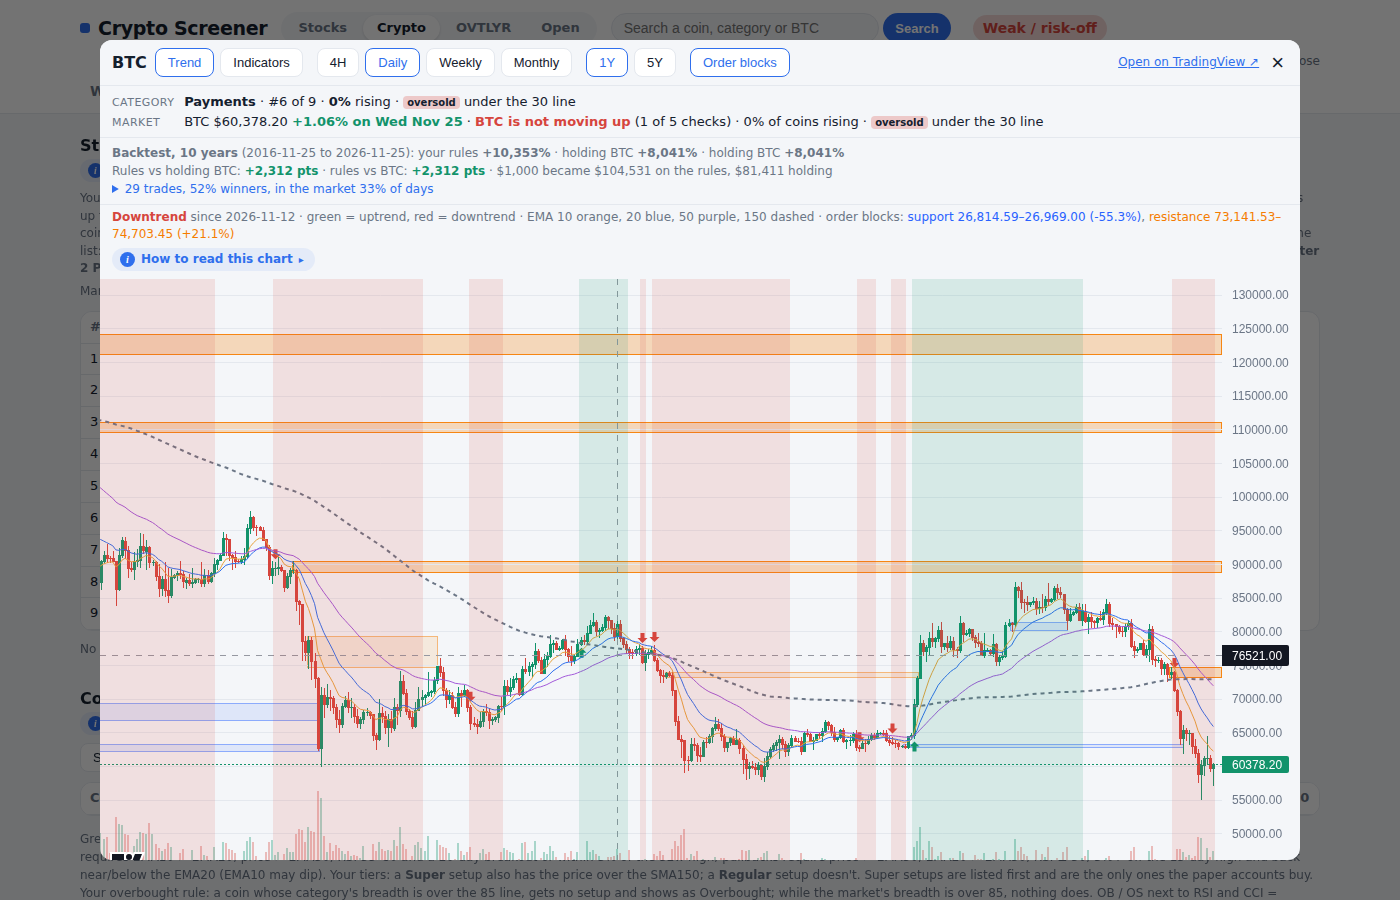 Crypto Screener Stocks Crypto OVTLYR Open Search a coin, category or BTC Search Weak / risk-off
BTC Trend Indicators 4H Daily Weekly Monthly 1Y 5Y Order blocks Open on TradingView ↗ ×
CATEGORY Payments · #6 of 9 · 0% rising · oversold under the 30 line
MARKET BTC $60,378.20 +1.06% on Wed Nov 25 · BTC is not moving up (1 of 5 checks) · 0% of coins rising · oversold under the 30 line
Backtest, 10 years (2016-11-25 to 2026-11-25): your rules +10,353% · holding BTC +8,041% · holding BTC +8,041%
Rules vs holding BTC: +2,312 pts · rules vs BTC: +2,312 pts · $1,000 became $104,531 on the rules, $81,411 holding
▶ 29 trades, 52% winners, in the market 33% of days
Downtrend since 2026-11-12 · green = uptrend, red = downtrend · EMA 10 orange, 20 blue, 50 purple, 150 dashed · order blocks: support 26,814.59–26,969.00 (-55.3%), resistance 73,141.53–
74,703.45 (+21.1%)
i How to read this chart ▸
130000.00
125000.00
120000.00
115000.00
110000.00
105000.00
100000.00
95000.00
90000.00
85000.00
80000.00
76521.00
70000.00
65000.00
60378.20
55000.00
50000.00
#
1
2
3
4
5
6
7
8
9
No
near/below the EMA20 (EMA10 may dip). Your tiers: a Super setup also has the price over the SMA150; a Regular setup doesn't. Super setups are listed first and are the only ones the paper accounts buy.
Your overbought rule: a coin whose category's breadth is over the 85 line, gets no setup and shows as Overbought; while the market's breadth is over 85, nothing does. OB / OS next to RSI and CCI =